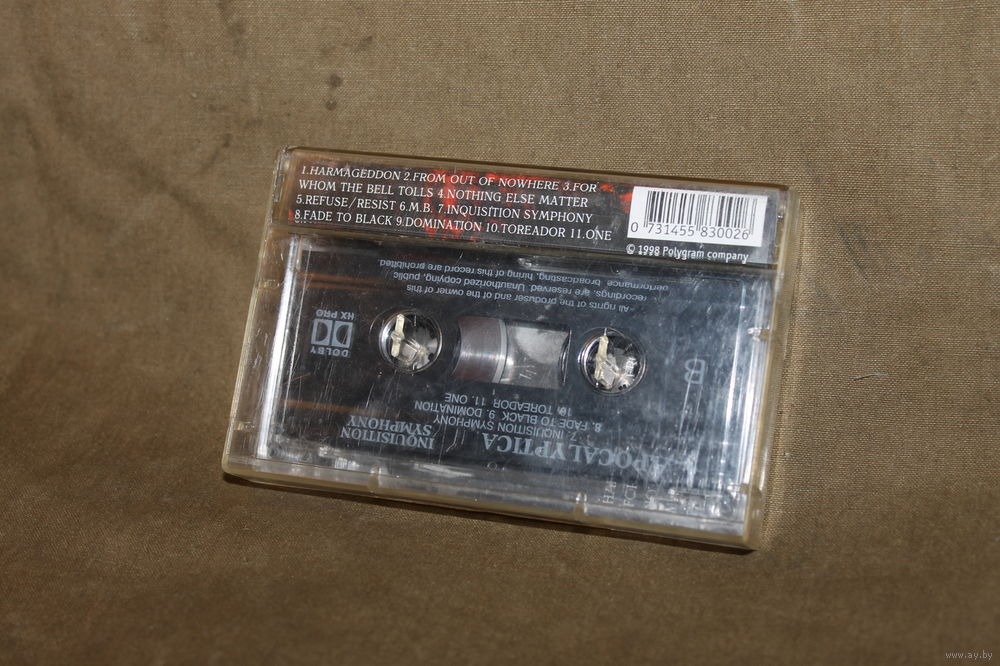 1.HARMAGEDDON 2.FROM OUT OF NOWHERE 3.FOR
WHOM THE BELL TOLLS 4.NOTHING ELSE MATTER
5.REFUSE/RESIST 6.M.B. 7.INQUISITION SYMPHONY
8.FADE TO BLACK 9.DOMINATION 10.TOREADOR 11.ONE
0 731455 830026
© 1998 Polygram company
B
APOCALYPTICA
INQUISITION
SYMPHONY
7. INQUISITION SYMPHONY
8. FADE TO BLACK 9. DOMINATION
10. TOREADOR 11. ONE
DOLBY
HX PRO
All rights of the producer and of the owner of this
recordings, are reserved. Unauthorized copying, public
performance, broadcasting, hiring of this record are prohibited.
www.ay.by